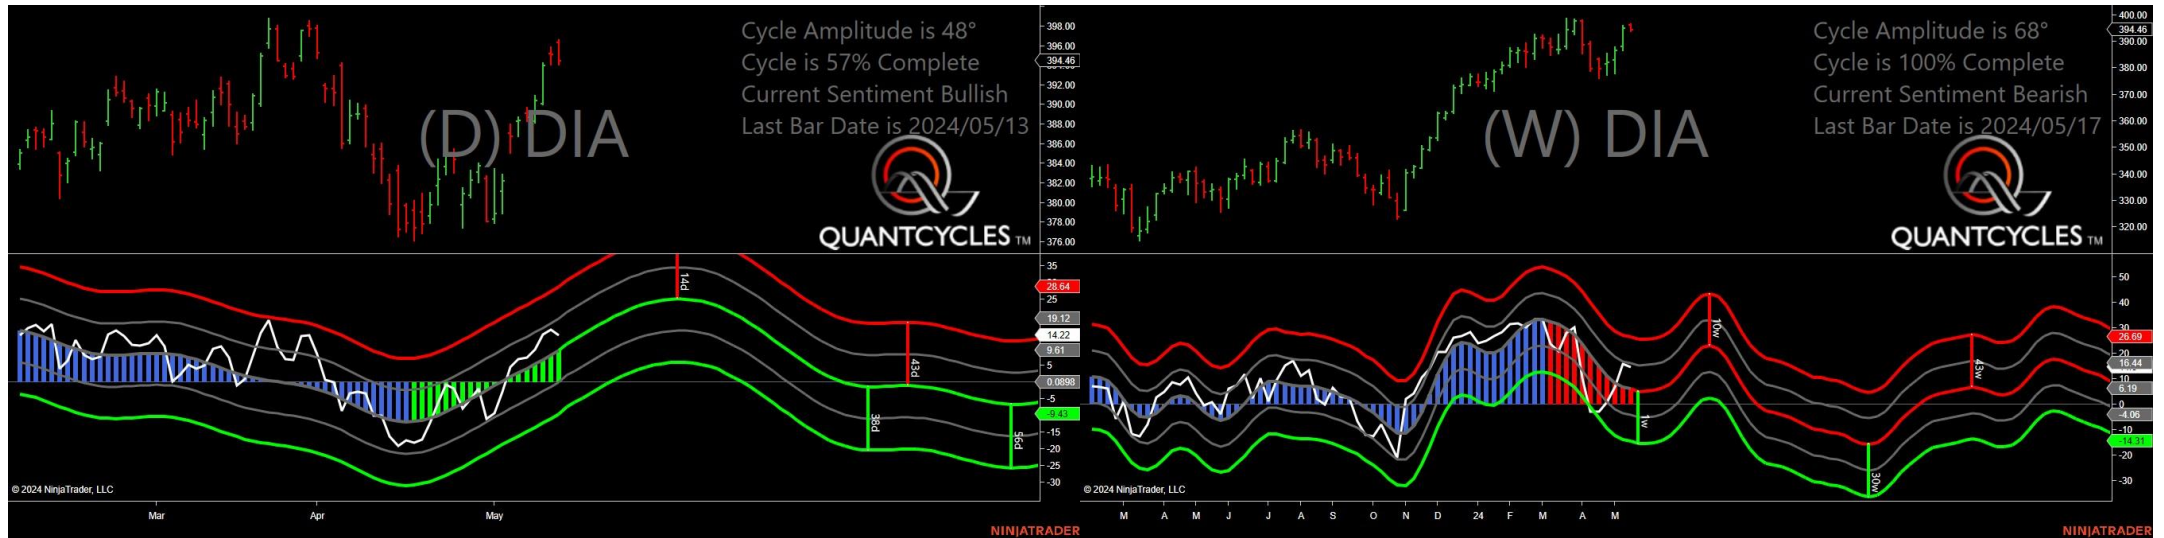 Cycle Amplitude is 48°
Cycle is 57% Complete
Current Sentiment Bullish
Last Bar Date is 2024/05/13
(D) DIA
QUANTCYCLES TM
398.00
396.00
394.46
392.00
390.00
388.00
386.00
384.00
382.00
380.00
378.00
376.00
35
28.64
25
19.12
14.22
9.61
5
0.0898
-5
-9.43
-15
-20
-25
-30
14d
43d
38d
56d
© 2024 NinjaTrader, LLC
Mar
Apr
May
NINJATRADER
Cycle Amplitude is 68°
Cycle is 100% Complete
Current Sentiment Bearish
Last Bar Date is 2024/05/17
(W) DIA
QUANTCYCLES TM
400.00
394.46
390.00
380.00
370.00
360.00
350.00
340.00
330.00
320.00
50
40
30
26.69
20
16.44
10
6.19
0
-4.06
-10
-14.31
-20
-30
10w
43w
1w
30w
© 2024 NinjaTrader, LLC
M A M J J A S O N D 24 F M A M
NINJATRADER